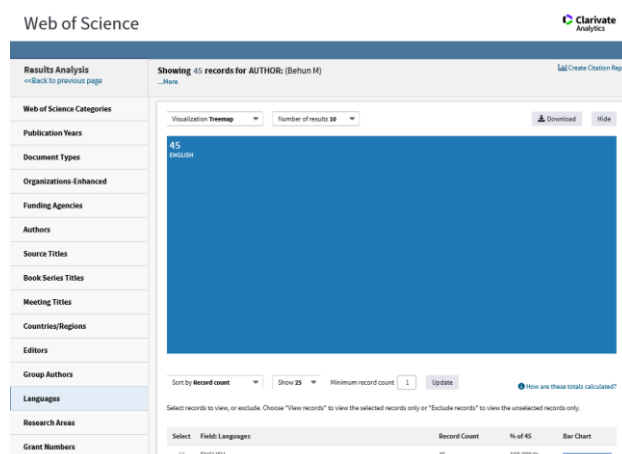 Web of Science
Clarivate
Analytics
Results Analysis
<<Back to previous page
Showing 45 records for AUTHOR: (Behun M)
...More
Create Citation Rep
Web of Science Categories
Publication Years
Document Types
Organizations-Enhanced
Funding Agencies
Authors
Source Titles
Book Series Titles
Meeting Titles
Countries/Regions
Editors
Group Authors
Languages
Research Areas
Grant Numbers
Visualization Treemap
Number of results 10
Download
Hide
45
ENGLISH
Sort by Record count
Show 25
Minimum record count 1
Update
How are these totals calculated?
Select records to view, or exclude. Choose "View records" to view the selected records only or "Exclude records" to view the unselected records only.
Select Field: Languages Record Count % of 45 Bar Chart
ENGLISH 45 100.000 %